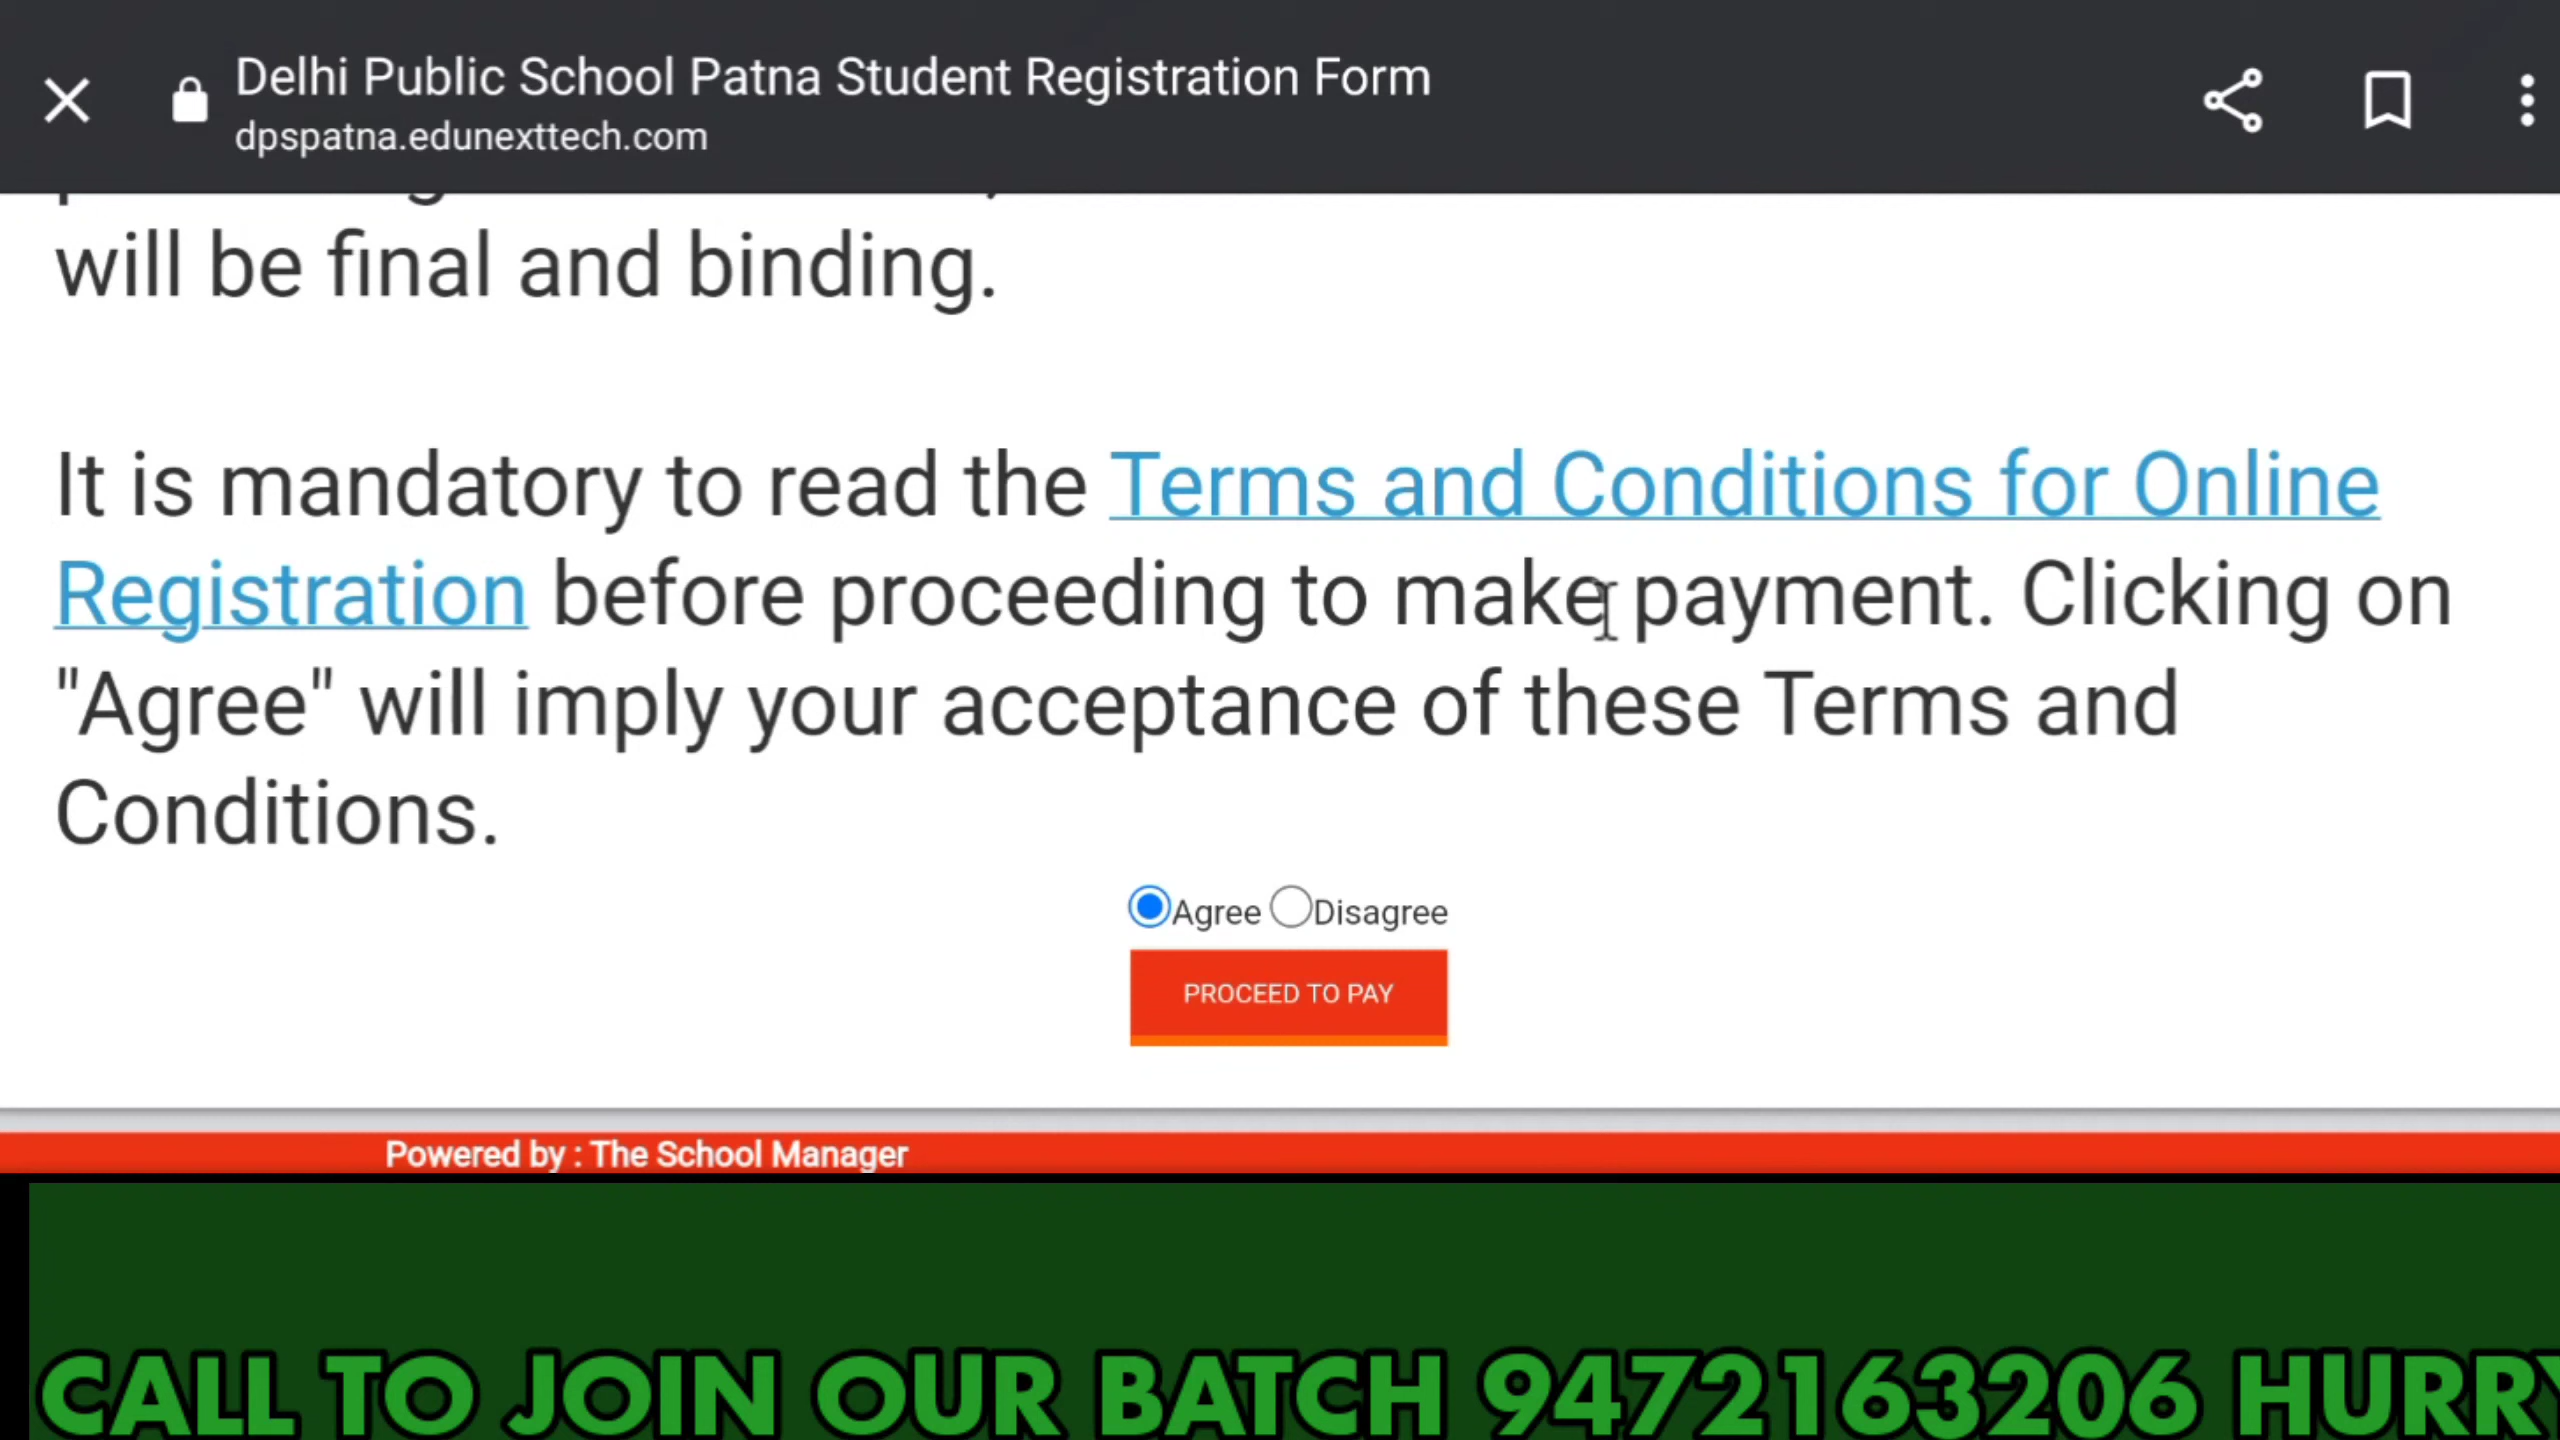 Delhi Public School Patna Student Registration Form
dpspatna.edunexttech.com
will be final and binding.
It is mandatory to read the Terms and Conditions for Online
Registration before proceeding to make payment. Clicking on
"Agree" will imply your acceptance of these Terms and
Conditions.
Agree Disagree
PROCEED TO PAY
Powered by : The School Manager
CALL TO JOIN OUR BATCH 9472163206 HURRY